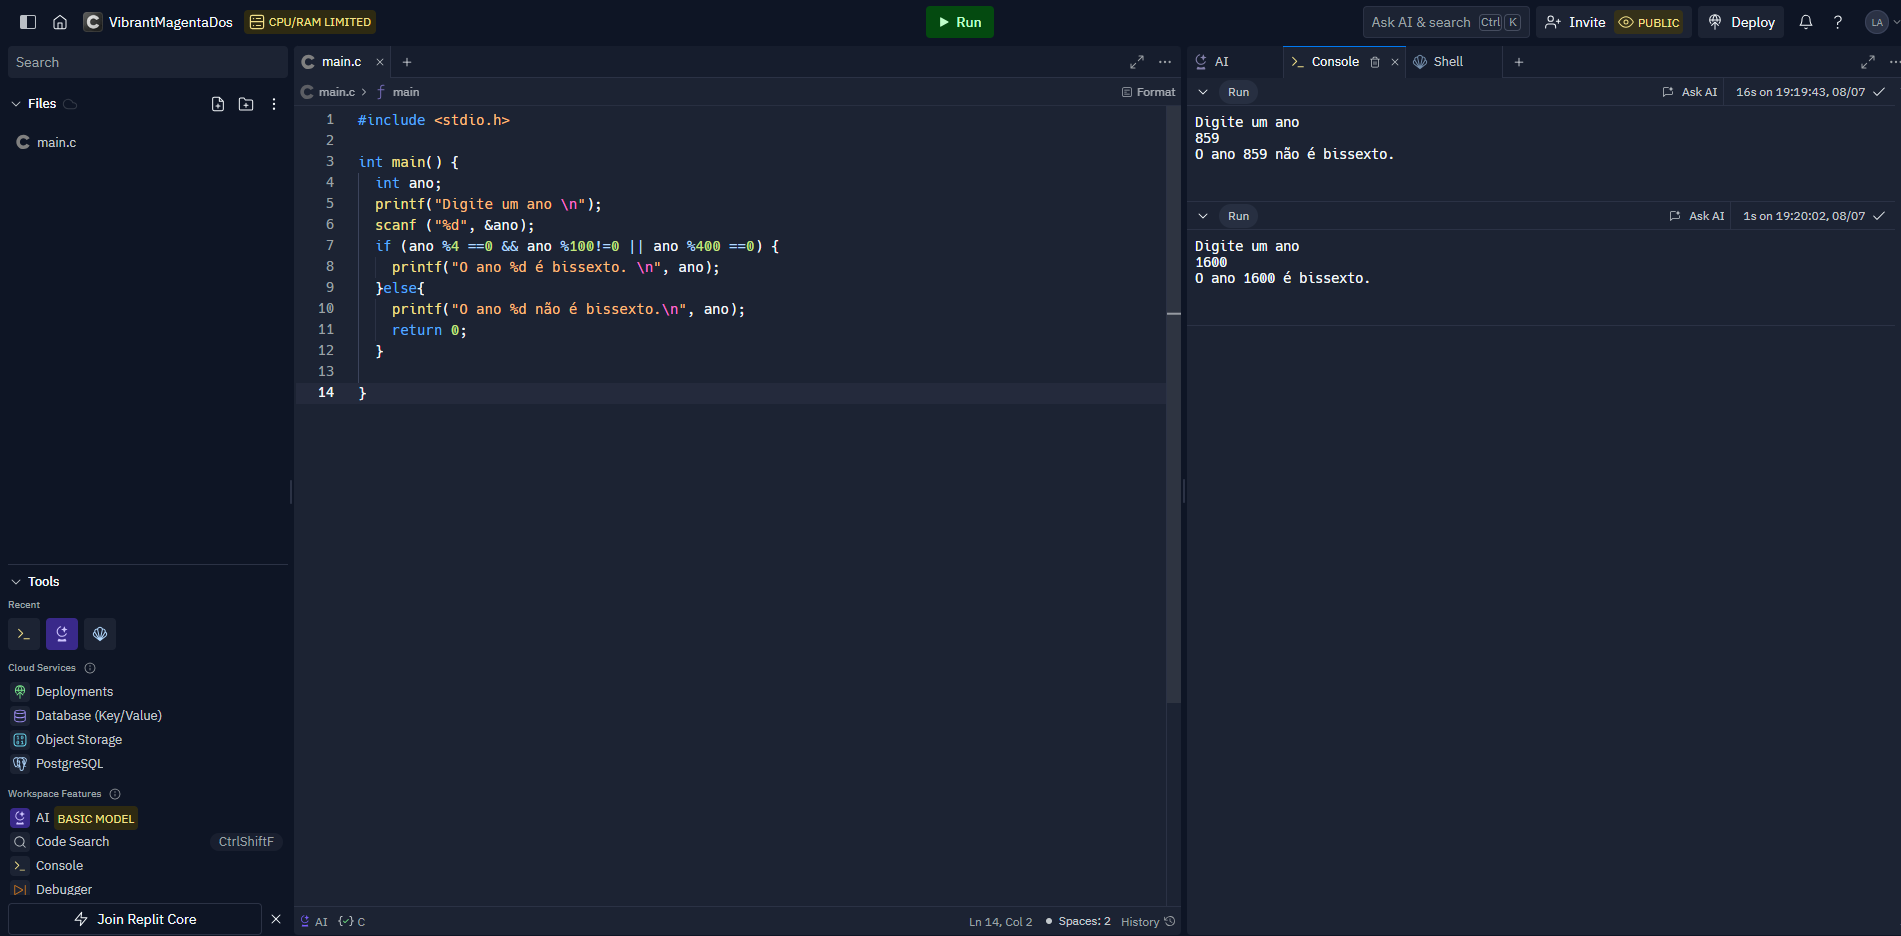 VibrantMagentaDos CPU/RAM LIMITED Run Ask AI & search Ctrl K Invite PUBLIC Deploy LA
Search
Files
main.c
Tools
Recent
Cloud Services
Deployments
Database (Key/Value)
Object Storage
PostgreSQL
Workspace Features
AI BASIC MODEL
Code Search CtrlShiftF
Console
Debugger
Join Replit Core
main.c
main.c > main Format
1 #include <stdio.h>
2
3 int main() {
4 int ano;
5 printf("Digite um ano \n");
6 scanf ("%d", &ano);
7 if (ano %4 ==0 && ano %100!=0 || ano %400 ==0) {
8 printf("O ano %d é bissexto. \n", ano);
9 }else{
10 printf("O ano %d não é bissexto.\n", ano);
11 return 0;
12 }
13
14 }
AI C Ln 14, Col 2 Spaces: 2 History
AI Console Shell
Run Ask AI 16s on 19:19:43, 08/07
Digite um ano
859
O ano 859 não é bissexto.
Run Ask AI 1s on 19:20:02, 08/07
Digite um ano
1600
O ano 1600 é bissexto.